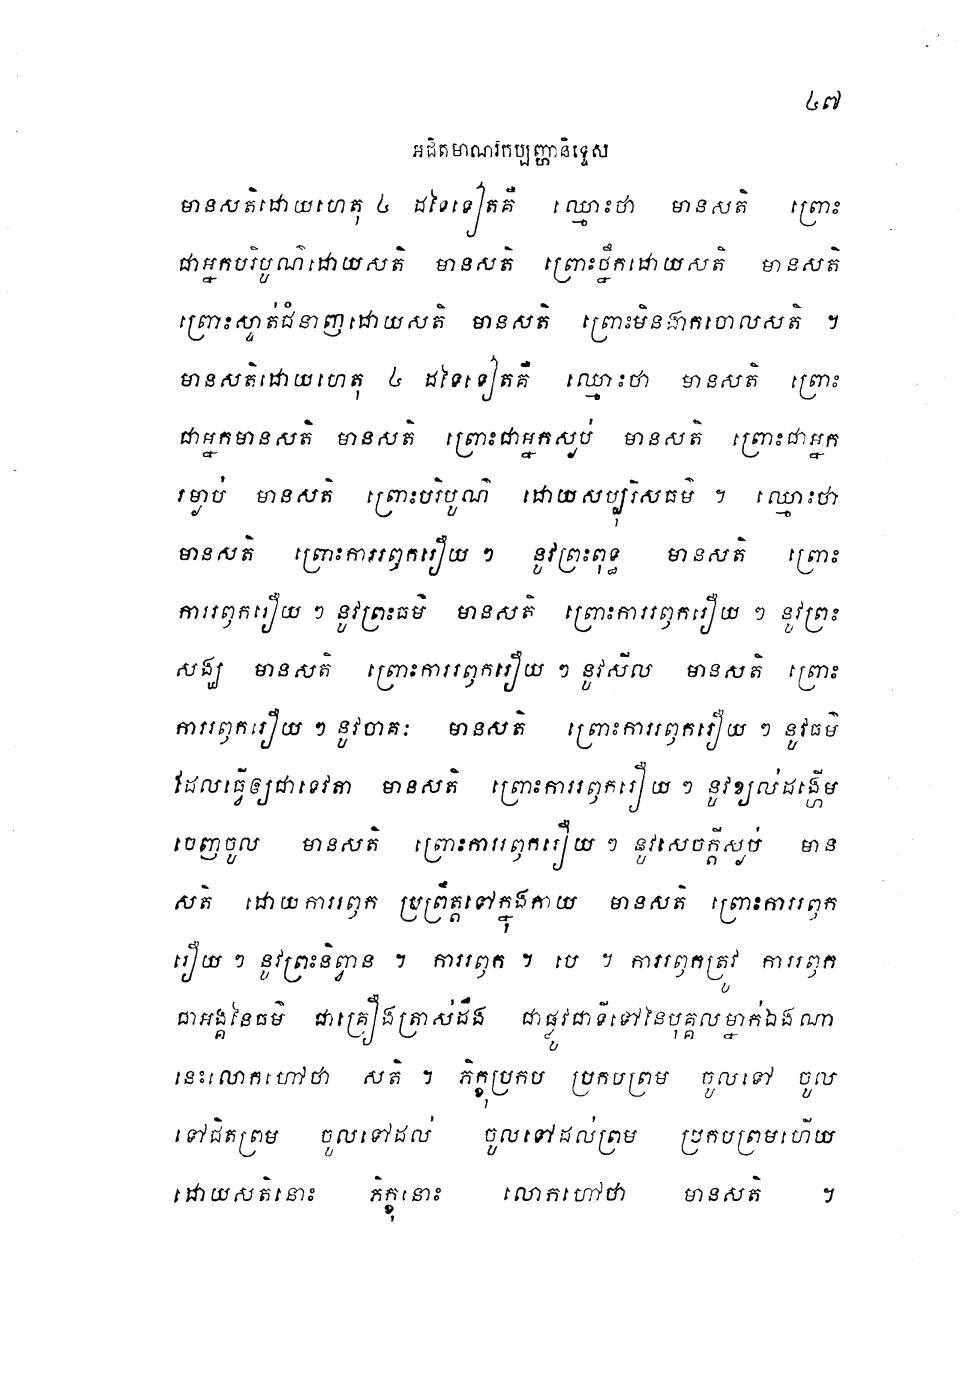 ៤៧
អជិតមាណវកប្បញ្ហានិទ្ទេស
មានសតិដោយហេតុ ៤ ដទៃទៀតគឺ ឈ្មោះថា មានសតិ ព្រោះ
ជាអ្នកបរិបូណ៌ដោយសតិ មានសតិ ព្រោះថ្នឹកដោយសតិ មានសតិ
ព្រោះស្ទាត់ជំនាញដោយសតិ មានសតិ ព្រោះមិនងាកចោលសតិ ។
មានសតិដោយហេតុ ៤ ដទៃទៀតគឺ ឈ្មោះថា មានសតិ ព្រោះ
ជាអ្នកមានសតិ មានសតិ ព្រោះជាអ្នកស្ងប់ មានសតិ ព្រោះជាអ្នក
រម្ងាប់ មានសតិ ព្រោះបរិបូណ៌ ដោយសប្បុរិសធម៌ ។ ឈ្មោះថា
មានសតិ ព្រោះការរឭករឿយ ៗ នូវព្រះពុទ្ធ មានសតិ ព្រោះ
ការរឭករឿយ ៗ នូវព្រះធម៌ មានសតិ ព្រោះការរឭករឿយ ៗ នូវព្រះ
សង្ឃ មានសតិ ព្រោះការរឭករឿយ ៗ នូវសីល មានសតិ ព្រោះ
ការរឭករឿយ ៗ នូវចាគៈ មានសតិ ព្រោះការរឭករឿយ ៗ នូវធម៌
ដែលធ្វើឲ្យជាទេវតា មានសតិ ព្រោះការរឭករឿយ ៗ នូវខ្យល់ដង្ហើម
ចេញចូល មានសតិ ព្រោះការរឭករឿយ ៗ នូវសេចក្ដីស្ងប់ មាន
សតិ ដោយការរឭក ប្រព្រឹត្តទៅក្នុងកាយ មានសតិ ព្រោះការរឭក
រឿយ ៗ នូវព្រះនិព្វាន ។ ការរឭក ។ បេ ។ ការរឭកត្រូវ ការរឭក
ជាអង្គនៃធម៌ ជាគ្រឿងត្រាស់ដឹង ជាផ្លូវជាទីទៅនៃបុគ្គលម្នាក់ឯងណា
នេះលោកហៅថា សតិ ។ ភិក្ខុប្រកប ប្រកបព្រម ចូលទៅ ចូល
ទៅជិតព្រម ចូលទៅដល់ ចូលទៅដល់ព្រម ប្រកបព្រមហើយ
ដោយសតិនោះ ភិក្ខុនោះ លោកហៅថា មានសតិ ។